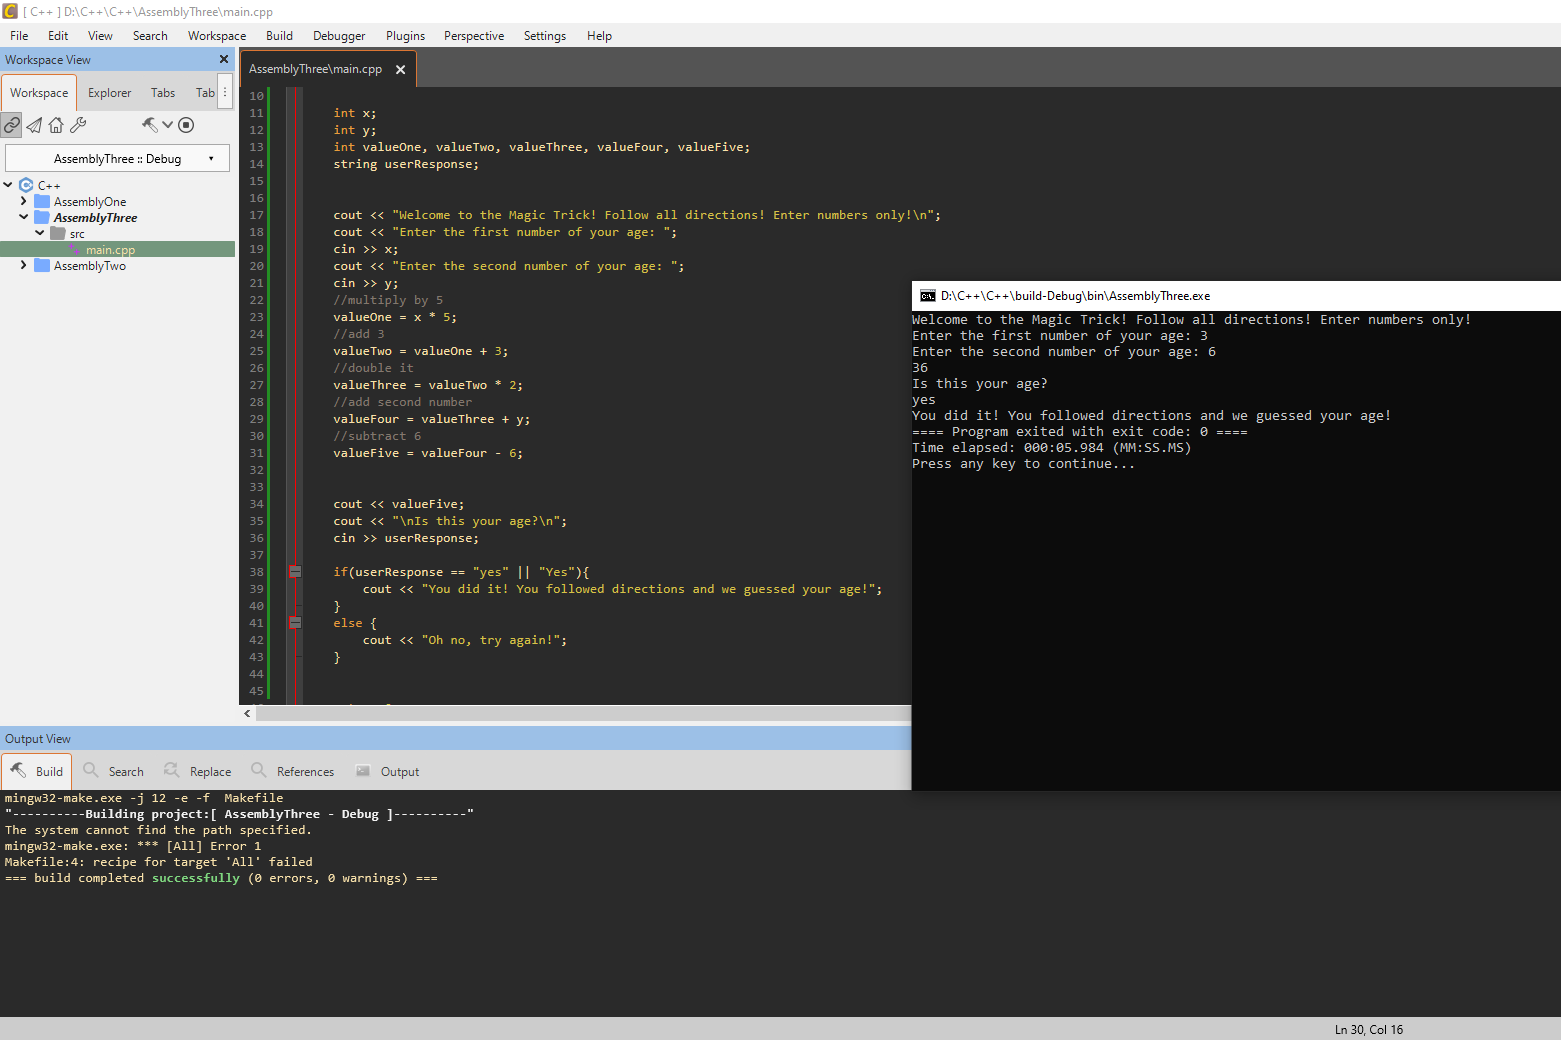 [ C++ ] D:\C++\C++\AssemblyThree\main.cpp
File Edit View Search Workspace Build Debugger Plugins Perspective Settings Help
Workspace View
Workspace Explorer Tabs Tab
AssemblyThree :: Debug
C++
AssemblyOne
AssemblyThree
src
main.cpp
AssemblyTwo
AssemblyThree\main.cpp
10
11 int x;
12 int y;
13 int valueOne, valueTwo, valueThree, valueFour, valueFive;
14 string userResponse;
15
16
17 cout << "Welcome to the Magic Trick! Follow all directions! Enter numbers only!\n";
18 cout << "Enter the first number of your age: ";
19 cin >> x;
20 cout << "Enter the second number of your age: ";
21 cin >> y;
22 //multiply by 5
23 valueOne = x * 5;
24 //add 3
25 valueTwo = valueOne + 3;
26 //double it
27 valueThree = valueTwo * 2;
28 //add second number
29 valueFour = valueThree + y;
30 //subtract 6
31 valueFive = valueFour - 6;
32
33
34 cout << valueFive;
35 cout << "\nIs this your age?\n";
36 cin >> userResponse;
37
38 if(userResponse == "yes" || "Yes"){
39 cout << "You did it! You followed directions and we guessed your age!";
40 }
41 else {
42 cout << "Oh no, try again!";
43 }
44
45
D:\C++\C++\build-Debug\bin\AssemblyThree.exe
Welcome to the Magic Trick! Follow all directions! Enter numbers only!
Enter the first number of your age: 3
Enter the second number of your age: 6
36
Is this your age?
yes
You did it! You followed directions and we guessed your age!
==== Program exited with exit code: 0 ====
Time elapsed: 000:05.984 (MM:SS.MS)
Press any key to continue...
Output View
Build Search Replace References Output
mingw32-make.exe -j 12 -e -f Makefile
"----------Building project:[ AssemblyThree - Debug ]----------"
The system cannot find the path specified.
mingw32-make.exe: *** [All] Error 1
Makefile:4: recipe for target 'All' failed
=== build completed successfully (0 errors, 0 warnings) ===
Ln 30, Col 16